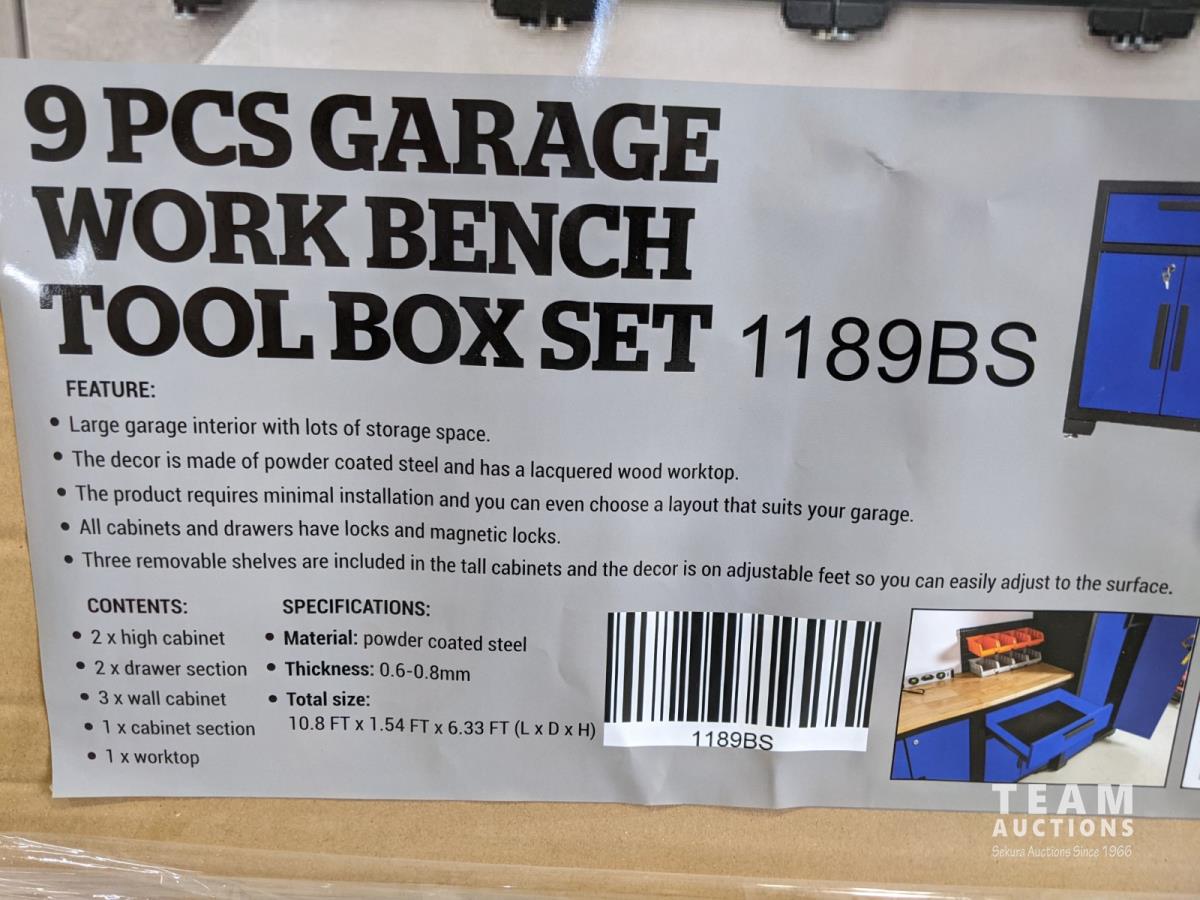 9 PCS GARAGE
WORK BENCH
TOOL BOX SET 1189BS
FEATURE:
• Large garage interior with lots of storage space.
• The decor is made of powder coated steel and has a lacquered wood worktop.
• The product requires minimal installation and you can even choose a layout that suits your garage.
• All cabinets and drawers have locks and magnetic locks.
• Three removable shelves are included in the tall cabinets and the decor is on adjustable feet so you can easily adjust to the surface.
CONTENTS:
• 2 x high cabinet
• 2 x drawer section
• 3 x wall cabinet
• 1 x cabinet section
• 1 x worktop
SPECIFICATIONS:
• Material: powder coated steel
• Thickness: 0.6-0.8mm
• Total size:
10.8 FT x 1.54 FT x 6.33 FT (L x D x H)
1189BS
TEAM
AUCTIONS
Sekura Auctions Since 1966